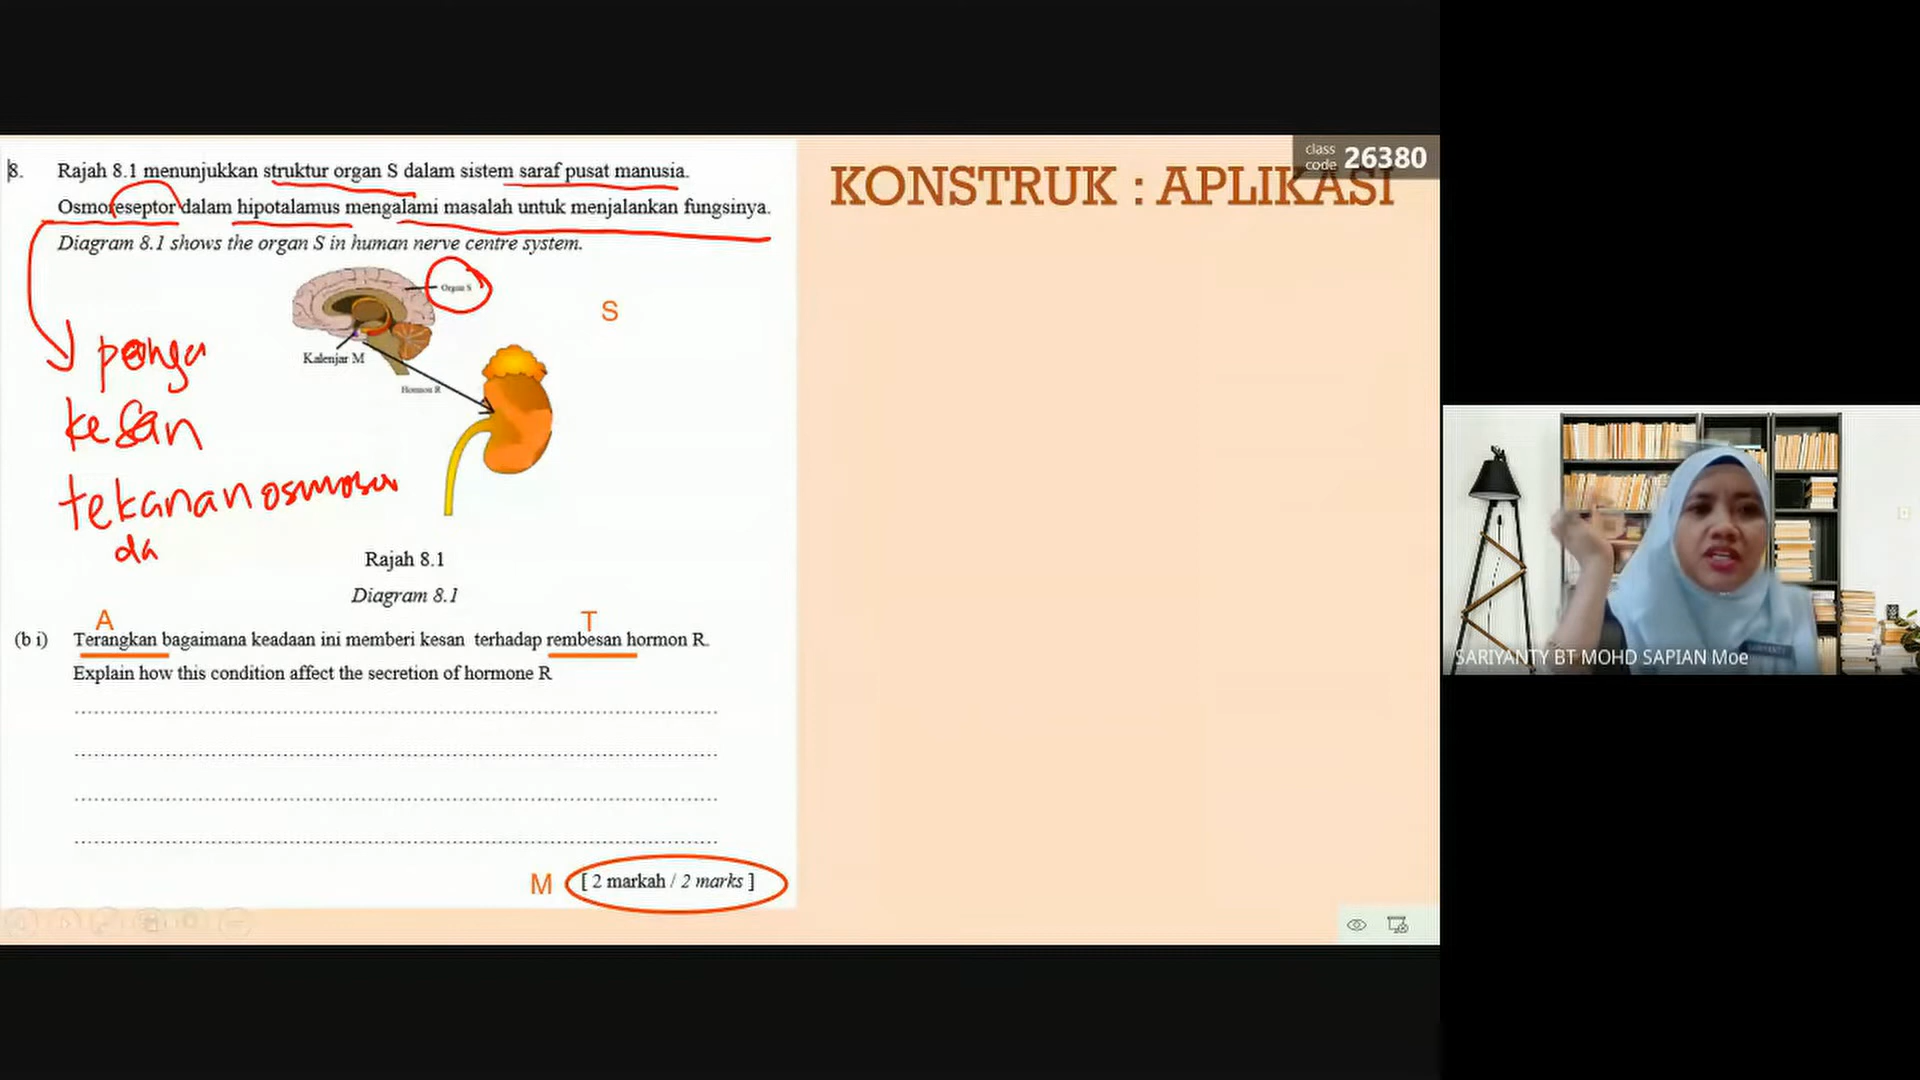 class code 26380
KONSTRUK : APLIKASI
8. Rajah 8.1 menunjukkan struktur organ S dalam sistem saraf pusat manusia.
Osmoreseptor dalam hipotalamus mengalami masalah untuk menjalankan fungsinya.
Diagram 8.1 shows the organ S in human nerve centre system.
Organ S
S
Kalenjar M
Hormon R
kesan
tekanan osmosa
da
Rajah 8.1
Diagram 8.1
A T
(b i) Terangkan bagaimana keadaan ini memberi kesan terhadap rembesan hormon R.
Explain how this condition affect the secretion of hormone R
M [ 2 markah / 2 marks ]
SARIYANTY BT MOHD SAPIAN Moe